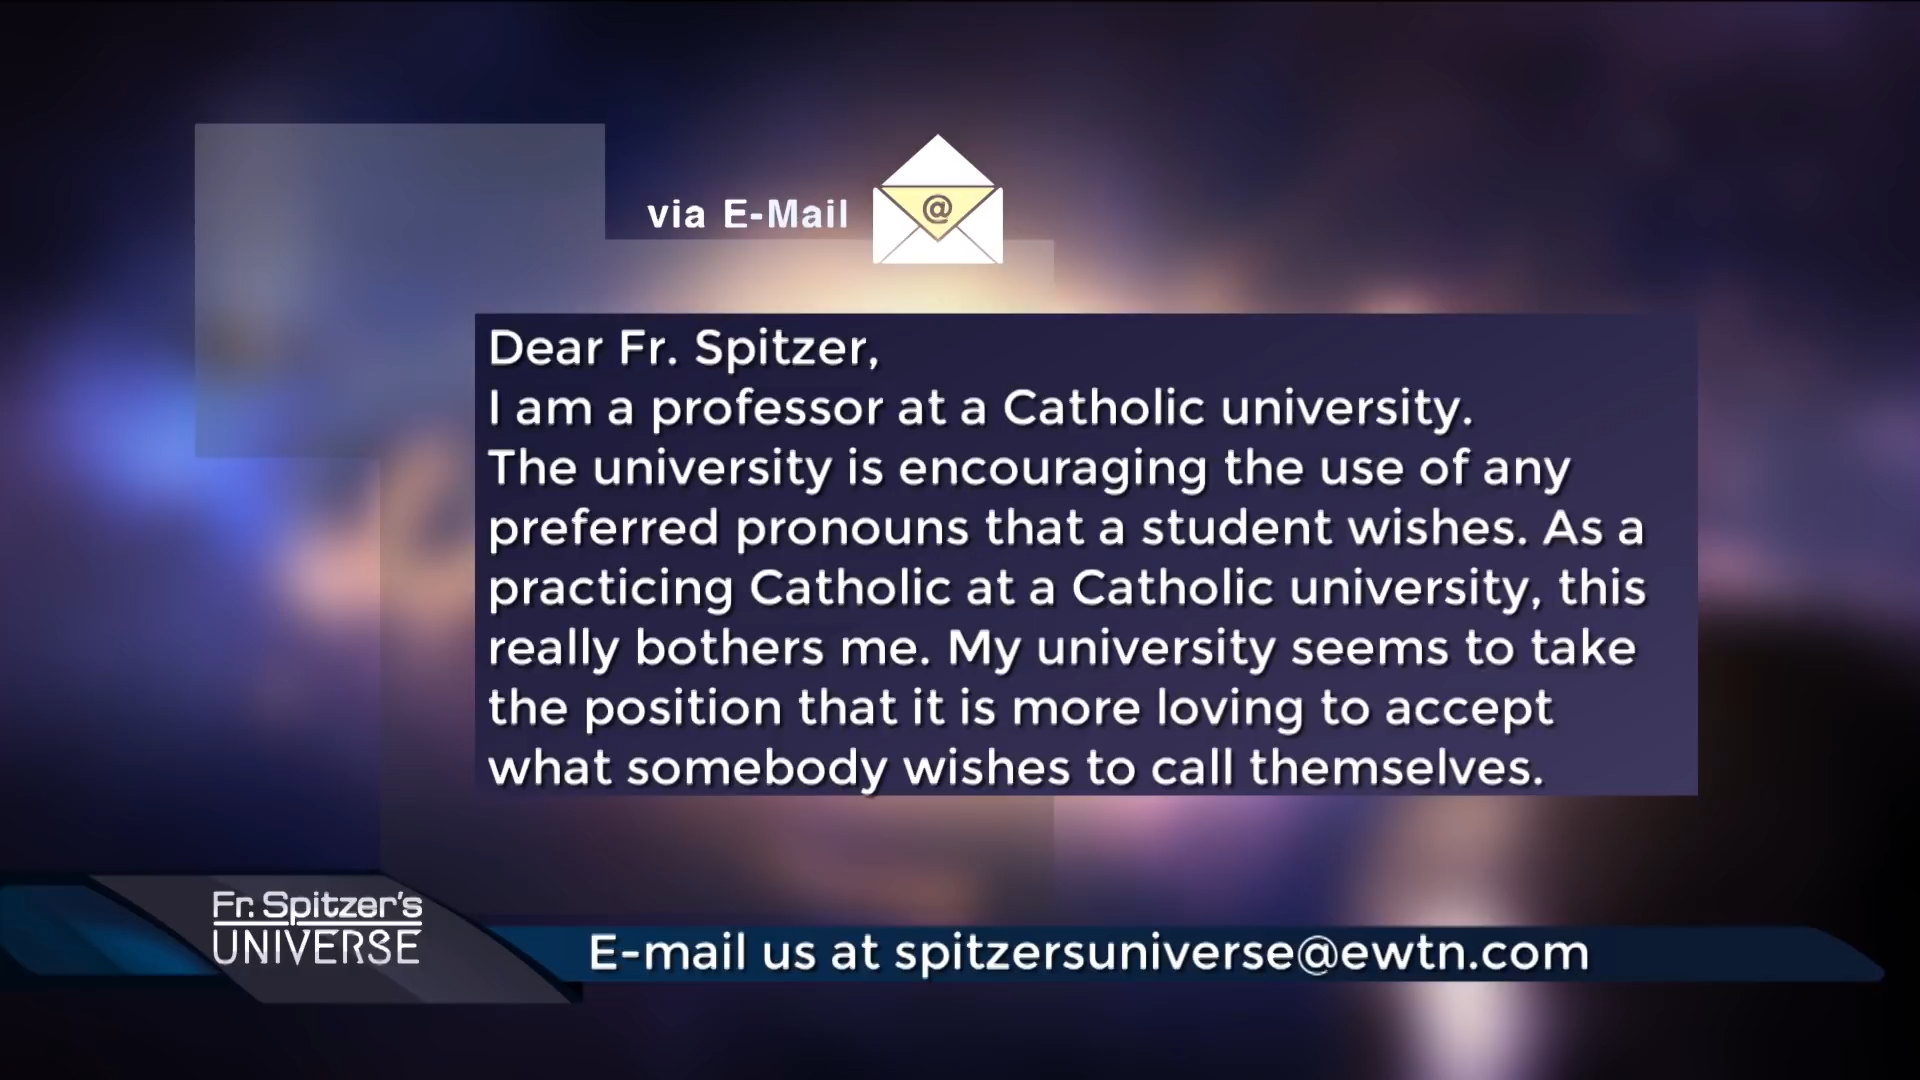 via E-Mail
@
Dear Fr. Spitzer,
I am a professor at a Catholic university.
The university is encouraging the use of any
preferred pronouns that a student wishes. As a
practicing Catholic at a Catholic university, this
really bothers me. My university seems to take
the position that it is more loving to accept
what somebody wishes to call themselves.
Fr. Spitzer's
UNIVERSE
E-mail us at spitzersuniverse@ewtn.com